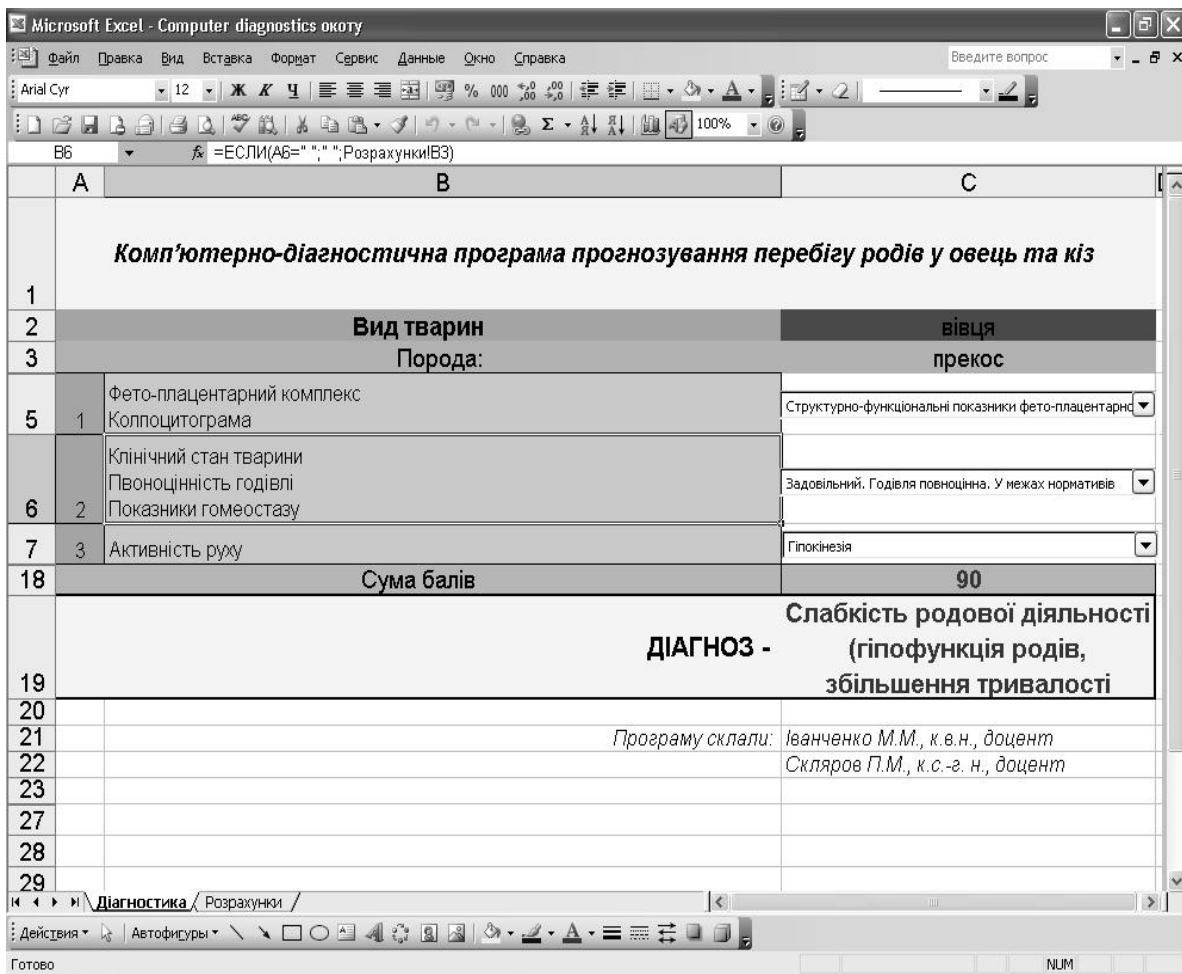 Microsoft Excel - Computer diagnostics окоту
Файл Правка Вид Вставка Формат Сервис Данные Окно Справка Введите вопрос
Arial Cyr 12 Ж К Ч % 000
100%
B6 fx =ЕСЛИ(A6=" ";" ";Розрахунки!B3)
A B C
1 Комп'ютерно-діагностична програма прогнозування перебігу родів у овець та кіз
2 Вид тварин вівця
3 Порода: прекос
5 1 Фето-плацентарний комплекс
Колпоцитограма
Структурно-функціональні показники фето-плацентарно
6 2 Клінічний стан тварини
Пвоноцінність годівлі
Показники гомеостазу
Задовільний. Годівля повноцінна. У межах нормативів
7 3 Активність руху Гіпокінезія
18 Сума балів 90
19 ДІАГНОЗ -
Слабкість родової діяльності
(гіпофункція родів,
збільшення тривалості
20
21 Програму склали: Іванченко М.М., к.в.н., доцент
22 Скляров П.М., к.с.-г. н., доцент
23
27
28
29
Діагностика Розрахунки
Действия Автофигуры
Готово NUM